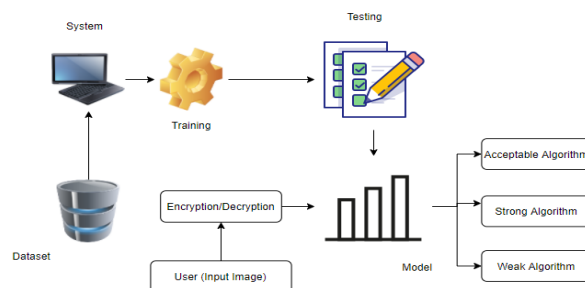 Testing
System
Training
Acceptable Algorithm
Encryption/Decryption
Strong Algorithm
Dataset
Model
Weak Algorithm
User (Input Image)